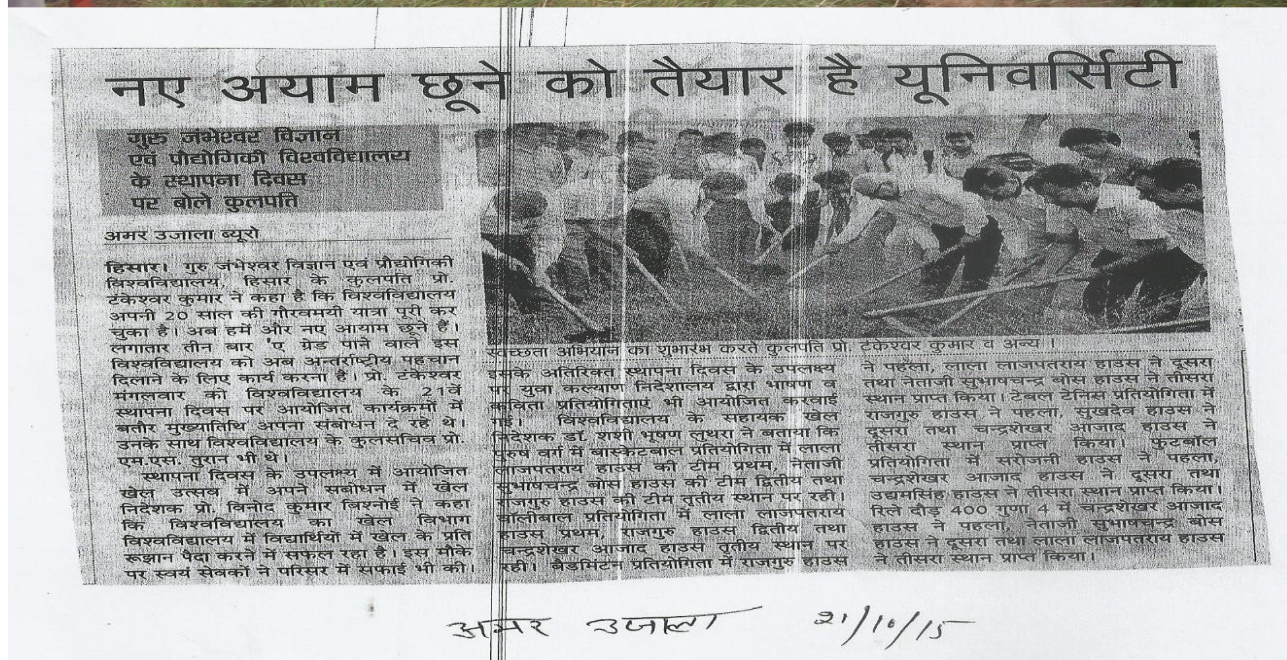 नए अयाम छूने को तैयार है यूनिवर्सिटी
गुरु जंभेश्वर विज्ञान
एवं प्रौद्योगिकी विश्वविद्यालय
के स्थापना दिवस
पर बोले कुलपति
अमर उजाला ब्यूरो
हिसार। गुरु जंभेश्वर विज्ञान एवं प्रौद्योगिकी
विश्वविद्यालय, हिसार के कुलपति प्रो.
टंकेश्वर कुमार ने कहा है कि विश्वविद्यालय
अपनी 20 साल की गौरवमयी यात्रा पूरी कर
चुका है। अब हमें और नए आयाम छूने हैं।
लगातार तीन बार 'ए ग्रेड पाने वाले इस
विश्वविद्यालय को अब अन्तर्राष्ट्रीय पहचान
दिलाने के लिए कार्य करना है। प्रो. टंकेश्वर
मंगलवार को विश्वविद्यालय के 21वें
स्थापना दिवस पर आयोजित कार्यक्रमों में
बतौर मुख्यातिथि अपना संबोधन दे रहे थे।
उनके साथ विश्वविद्यालय के कुलसचिव प्रो.
एम.एस. तुरान भी थे।
स्थापना दिवस के उपलक्ष्य में आयोजित
खेल उत्सव में अपने संबोधन में खेल
निदेशक प्रो. विनोद कुमार बिश्नोई ने कहा
कि विश्वविद्यालय का खेल विभाग
विश्वविद्यालय में विद्यार्थियों में खेल के प्रति
रूझान पैदा करने में सफल रहा है। इस मौके
पर स्वयं सेवकों ने परिसर में सफाई भी की।
स्वच्छता अभियान का शुभारंभ करते कुलपति प्रो. टंकेश्वर कुमार व अन्य ।
इसके अतिरिक्त स्थापना दिवस के उपलक्ष्य
पर युवा कल्याण निदेशालय द्वारा भाषण व
कविता प्रतियोगिताएं भी आयोजित करवाई
गई। विश्वविद्यालय के सहायक खेल
निदेशक डॉ. शशी भूषण लुथरा ने बताया कि
पुरुष वर्ग में बास्केटबाल प्रतियोगिता में लाला
लाजपतराय हाउस की टीम प्रथम, नेताजी
सुभाषचन्द्र बोस हाउस की टीम द्वितीय तथा
राजगुरु हाउस की टीम तृतीय स्थान पर रही।
वॉलीबाल प्रतियोगिता में लाला लाजपतराय
हाउस प्रथम, राजगुरु हाउस द्वितीय तथा
चन्द्रशेखर आजाद हाउस तृतीय स्थान पर
रही। बैडमिंटन प्रतियोगिता में राजगुरु हाउस
ने पहला, लाला लाजपतराय हाउस ने दूसरा
तथा नेताजी सुभाषचन्द्र बोस हाउस ने तीसरा
स्थान प्राप्त किया। टेबल टेनिस प्रतियोगिता में
राजगुरु हाउस ने पहला, सुखदेव हाउस ने
दूसरा तथा चन्द्रशेखर आजाद हाउस ने
तीसरा स्थान प्राप्त किया। फुटबॉल
प्रतियोगिता में सरोजनी हाउस ने पहला,
चन्द्रशेखर आजाद हाउस ने दूसरा तथा
उद्यमसिंह हाउस ने तीसरा स्थान प्राप्त किया।
रिले दौड़ 400 गुणा 4 में चन्द्रशेखर आजाद
हाउस ने पहला, नेताजी सुभाषचन्द्र बोस
हाउस ने दूसरा तथा लाला लाजपतराय हाउस
ने तीसरा स्थान प्राप्त किया।
अमर उजाला 21/10/15